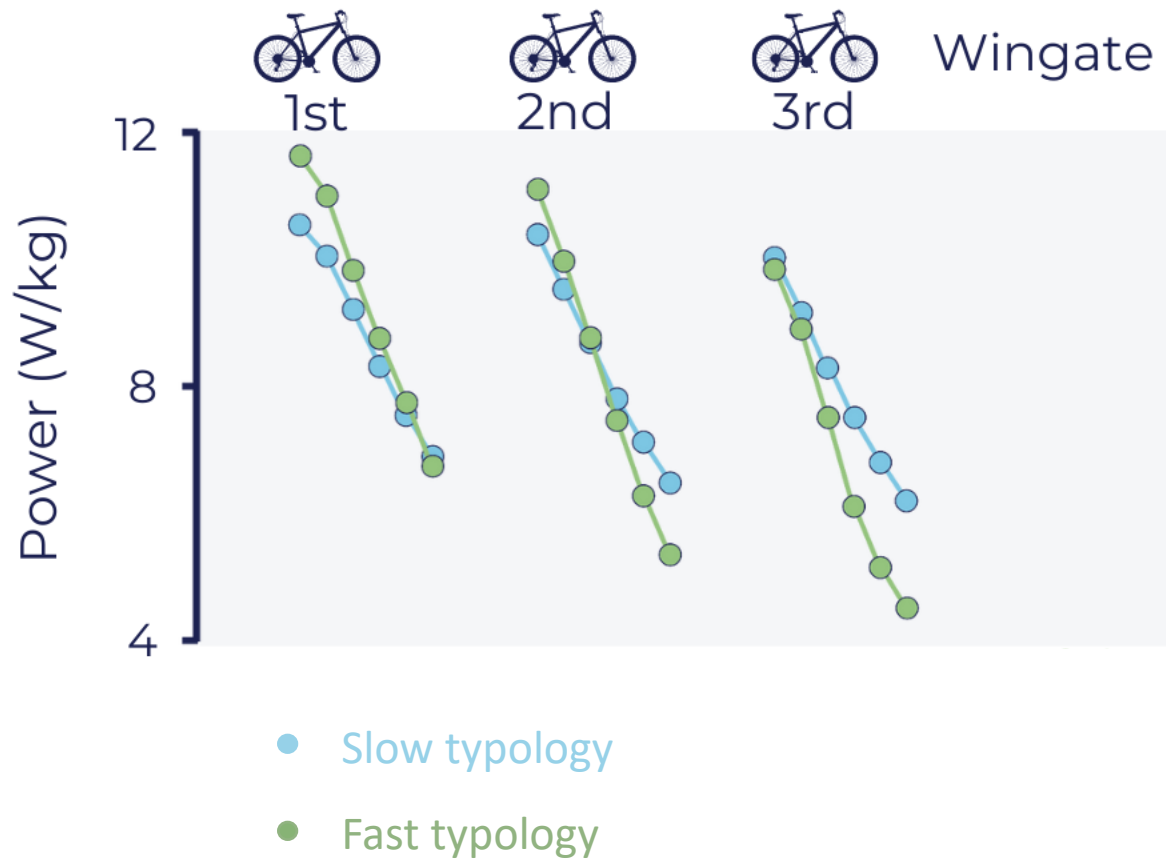 Wingate
1st 2nd 3rd
12
8
4
Power (W/kg)
Slow typology
Fast typology